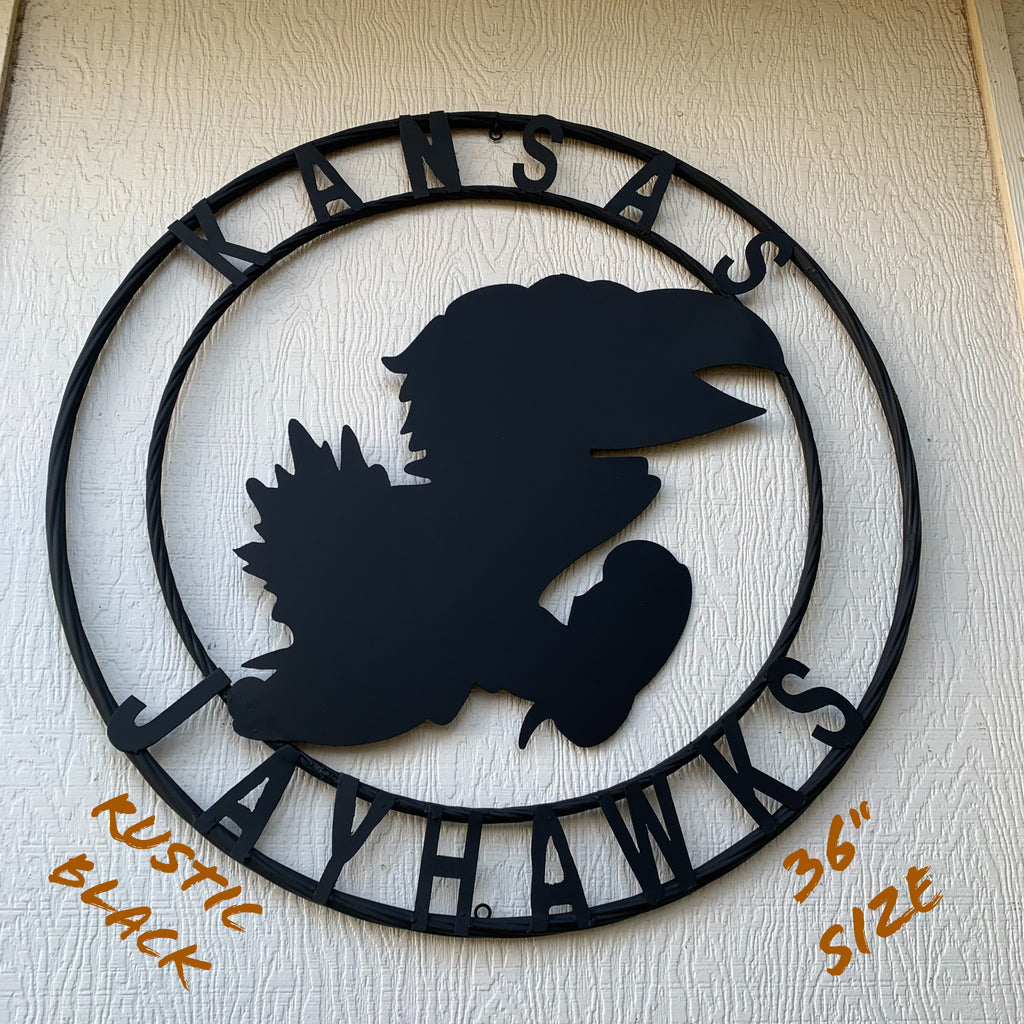 KANSAS
JAYHAWKS
RUSTIC
BLACK
36"
SIZE